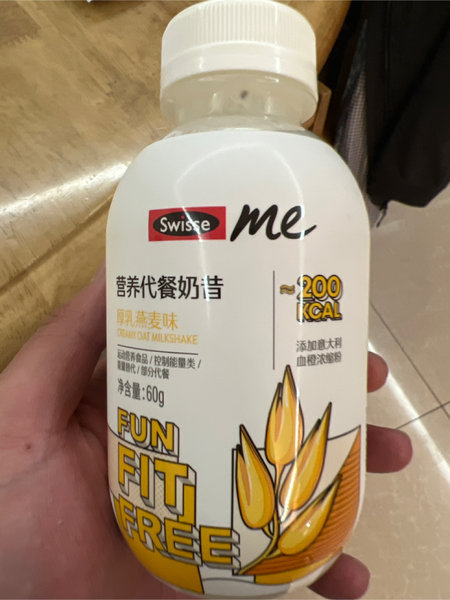 Swisse me
营养代餐奶昔
厚乳燕麦味
CREAMY OAT MILKSHAKE
运动营养食品/控制能量类/
能量替代/部分代餐
净含量:60g
≈200
KCAL
添加意大利
血橙浓缩粉
FUN
FIT
FREE